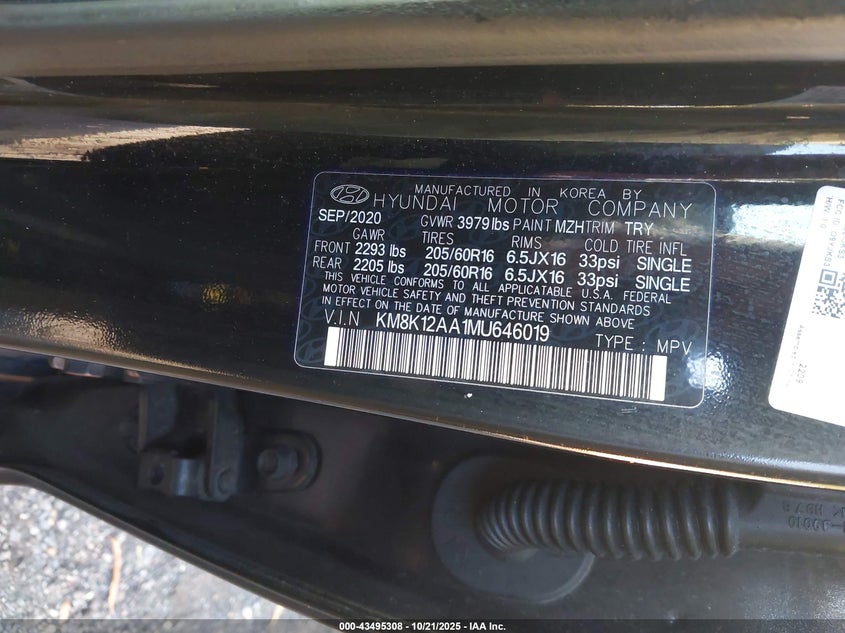 MANUFACTURED IN KOREA BY
HYUNDAI MOTOR COMPANY
SEP/2020 GVWR 3979 lbs PAINT MZH TRIM TRY
GAWR TIRES RIMS COLD TIRE INFL
FRONT 2293 lbs 205/60R16 6.5JX16 33psi SINGLE
REAR 2205 lbs 205/60R16 6.5JX16 33psi SINGLE
THIS VEHICLE CONFORMS TO ALL APPLICATABLE U.S.A. FEDERAL
MOTOR VEHICLE SAFETY AND THEFT PREVENTION STANDARDS
IN EFFECT ON THE DATE OF MANUFACTURE SHOWN ABOVE
V.I.N KM8K12AA1MU646019 TYPE : MPV
2209
000-43495308 - 10/21/2025 - IAA Inc.